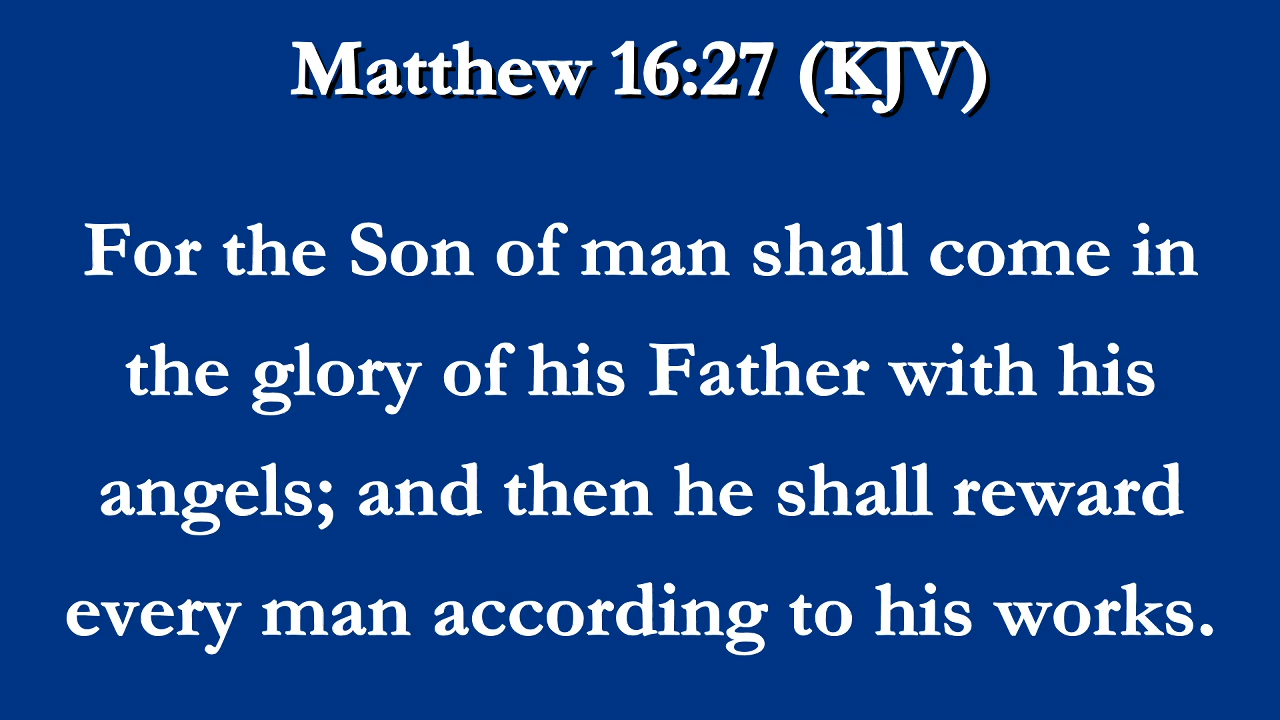 Matthew 16:27 (KJV)
For the Son of man shall come in
the glory of his Father with his
angels; and then he shall reward
every man according to his works.